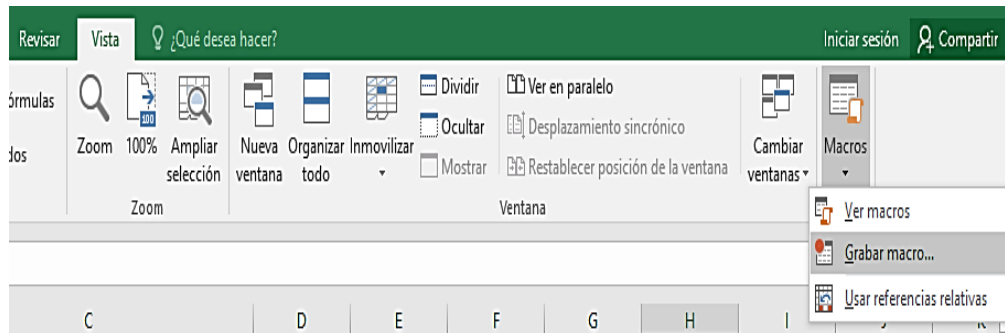 Revisar Vista ¿Qué desea hacer? Iniciar sesión Compartir
órmulas
dos
Zoom
100%
100
Ampliar
selección
Zoom
Nueva
ventana
Organizar
todo
Inmovilizar
Dividir
Ocultar
Mostrar
Ver en paralelo
Desplazamiento sincrónico
Restablecer posición de la ventana
Cambiar
ventanas
Ventana
Macros
Ver macros
Grabar macro...
Usar referencias relativas
C D E F G H I